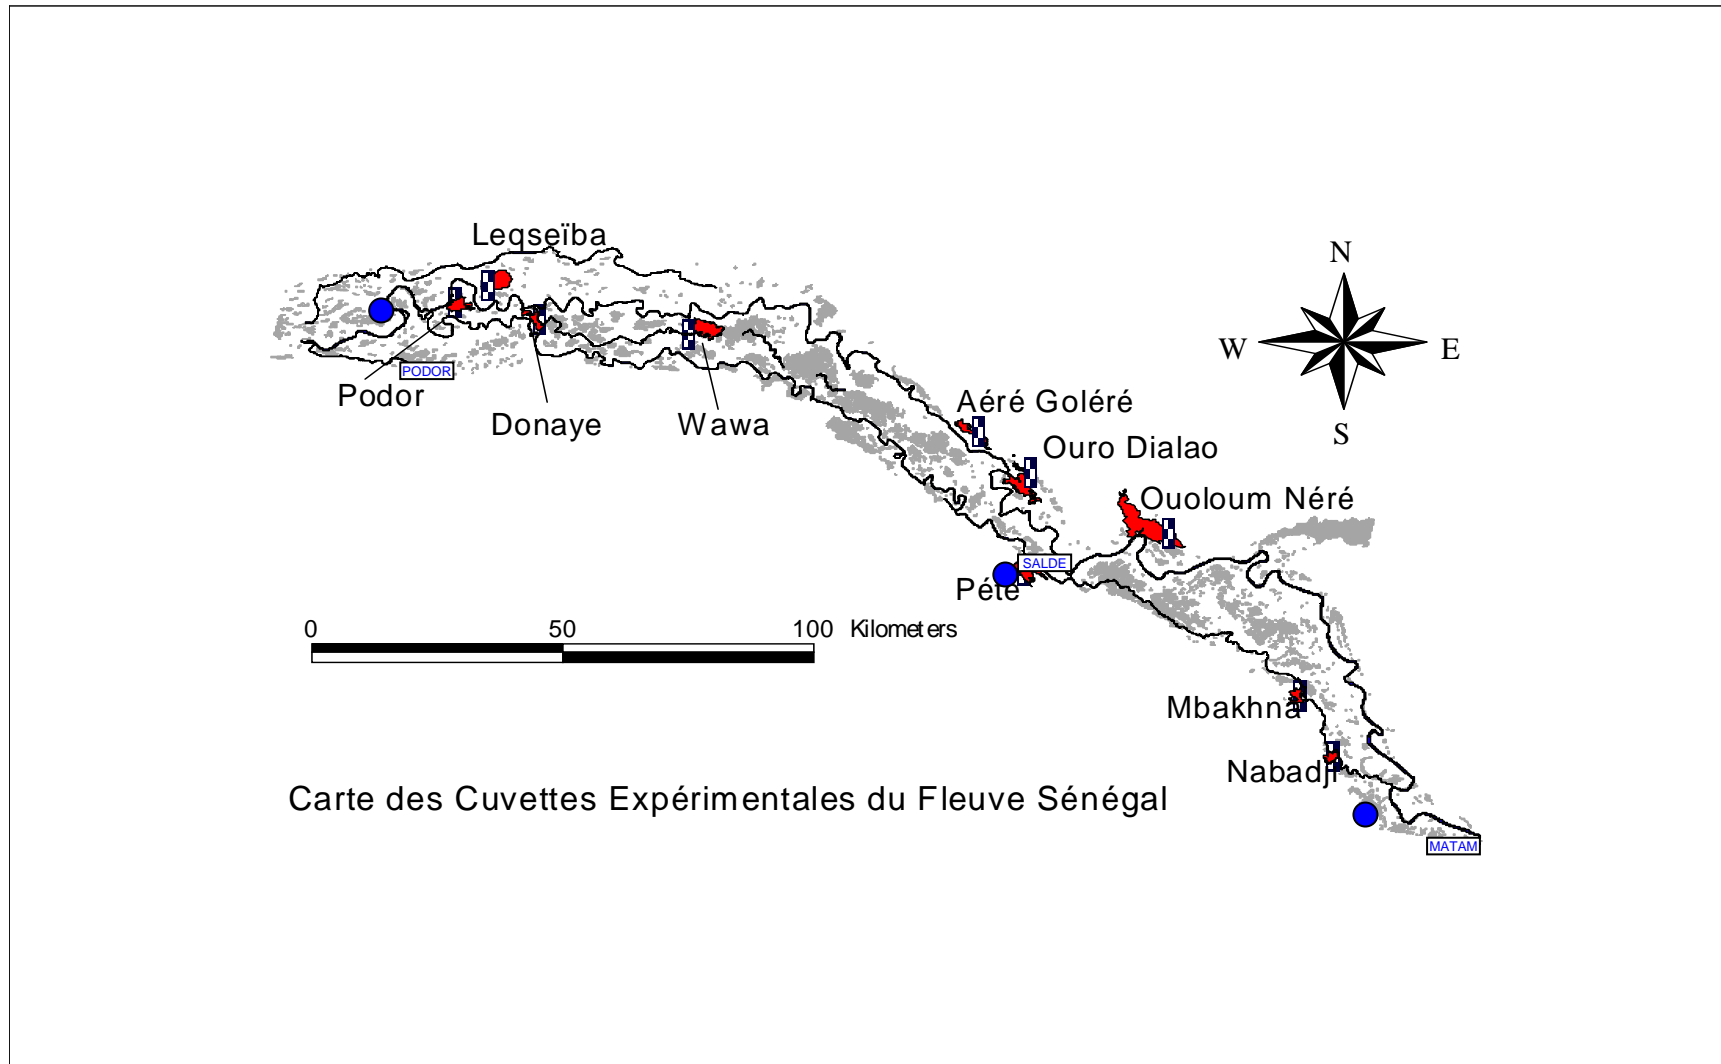 Leqseïba
N
W
E
S
PODOR
Podor
Donaye
Wawa
Aéré Goléré
Ouro Dialao
Ouoloum Néré
SALDE
Pété
0 50 100 Kilometers
Mbakhna
Nabadji
Carte des Cuvettes Expérimentales du Fleuve Sénégal
MATAM